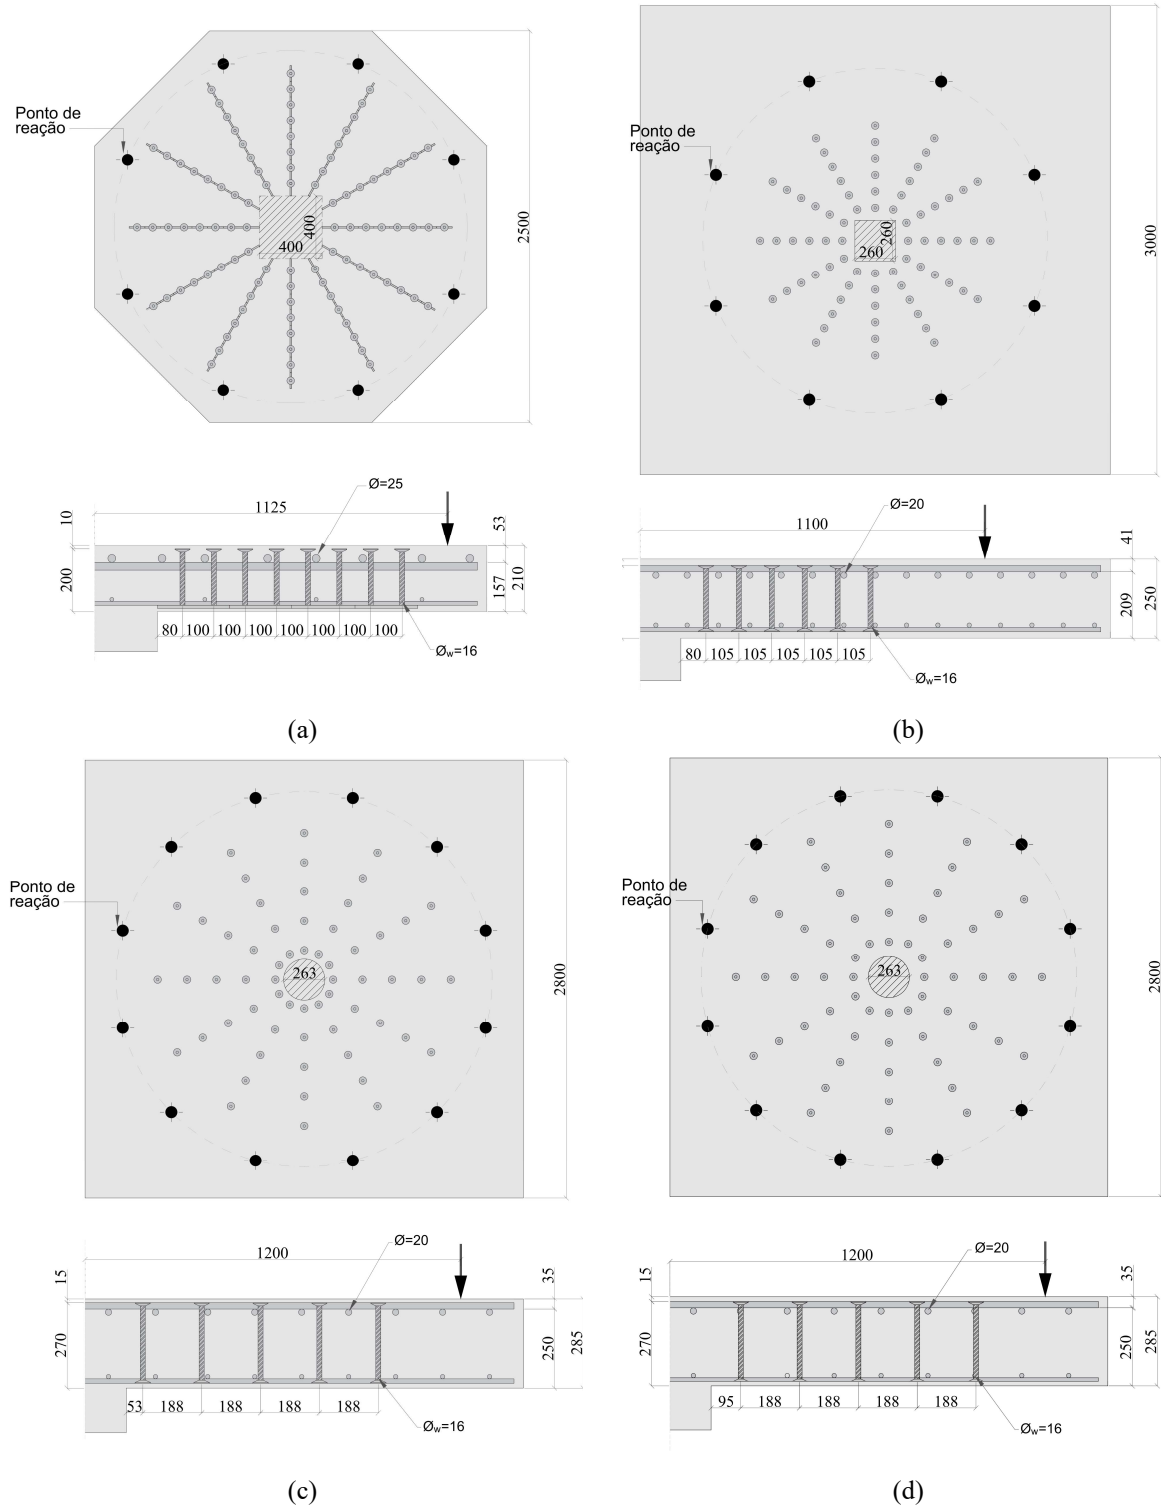 Ponto de
reação
400
400
2500
Ø=25
1125
10
53
200
157
210
80 100 100 100 100 100 100 100
Øw=16
(a)
Ponto de
reação
260
260
3000
Ø=20
1100
41
209
250
80 105 105 105 105 105
Øw=16
(b)
Ponto de
reação
263
2800
Ø=20
1200
15
35
270
250
285
53 188 188 188 188
Øw=16
(c)
Ponto de
reação
263
2800
Ø=20
1200
15
35
270
250
285
95 188 188 188 188
Øw=16
(d)